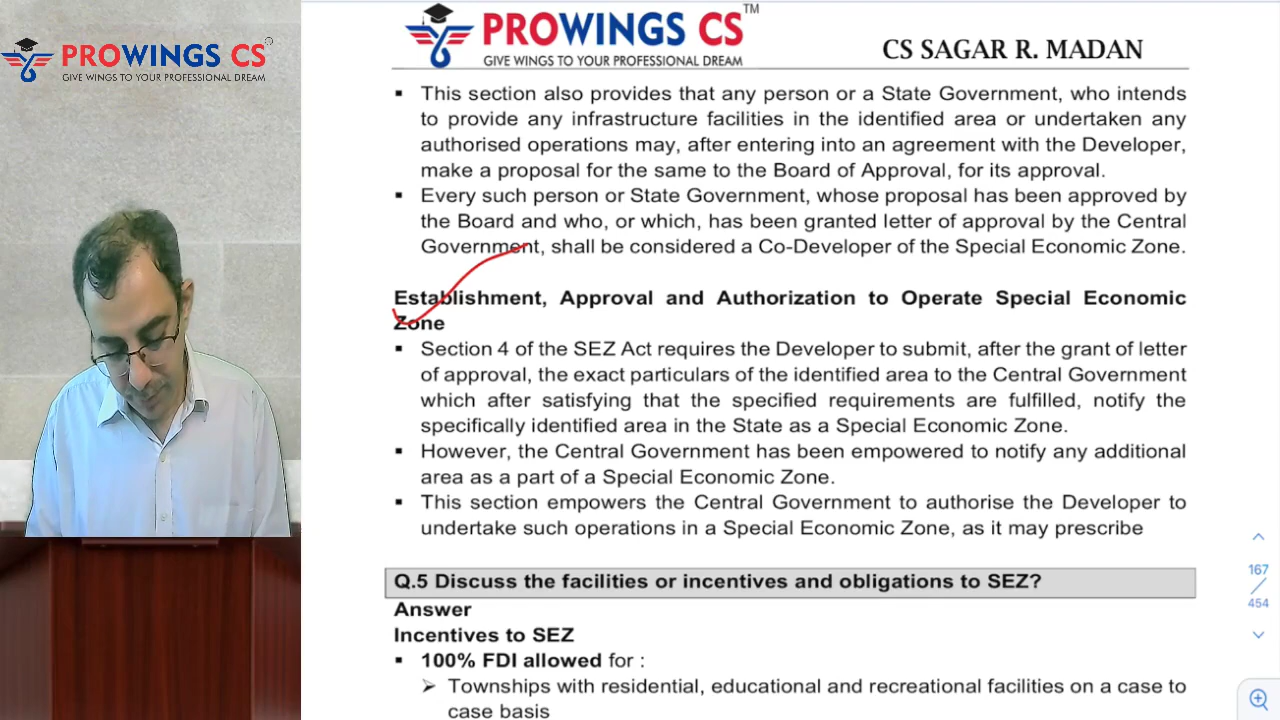 PROWINGS CS
GIVE WINGS TO YOUR PROFESSIONAL DREAM
PROWINGS CS TM
GIVE WINGS TO YOUR PROFESSIONAL DREAM
CS SAGAR R. MADAN
▪ This section also provides that any person or a State Government, who intends
to provide any infrastructure facilities in the identified area or undertaken any
authorised operations may, after entering into an agreement with the Developer,
make a proposal for the same to the Board of Approval, for its approval.
▪ Every such person or State Government, whose proposal has been approved by
the Board and who, or which, has been granted letter of approval by the Central
Government, shall be considered a Co-Developer of the Special Economic Zone.
Establishment, Approval and Authorization to Operate Special Economic
Zone
▪ Section 4 of the SEZ Act requires the Developer to submit, after the grant of letter
of approval, the exact particulars of the identified area to the Central Government
which after satisfying that the specified requirements are fulfilled, notify the
specifically identified area in the State as a Special Economic Zone.
▪ However, the Central Government has been empowered to notify any additional
area as a part of a Special Economic Zone.
▪ This section empowers the Central Government to authorise the Developer to
undertake such operations in a Special Economic Zone, as it may prescribe
167
454
Q.5 Discuss the facilities or incentives and obligations to SEZ?
Answer
Incentives to SEZ
▪ 100% FDI allowed for :
➢ Townships with residential, educational and recreational facilities on a case to
case basis